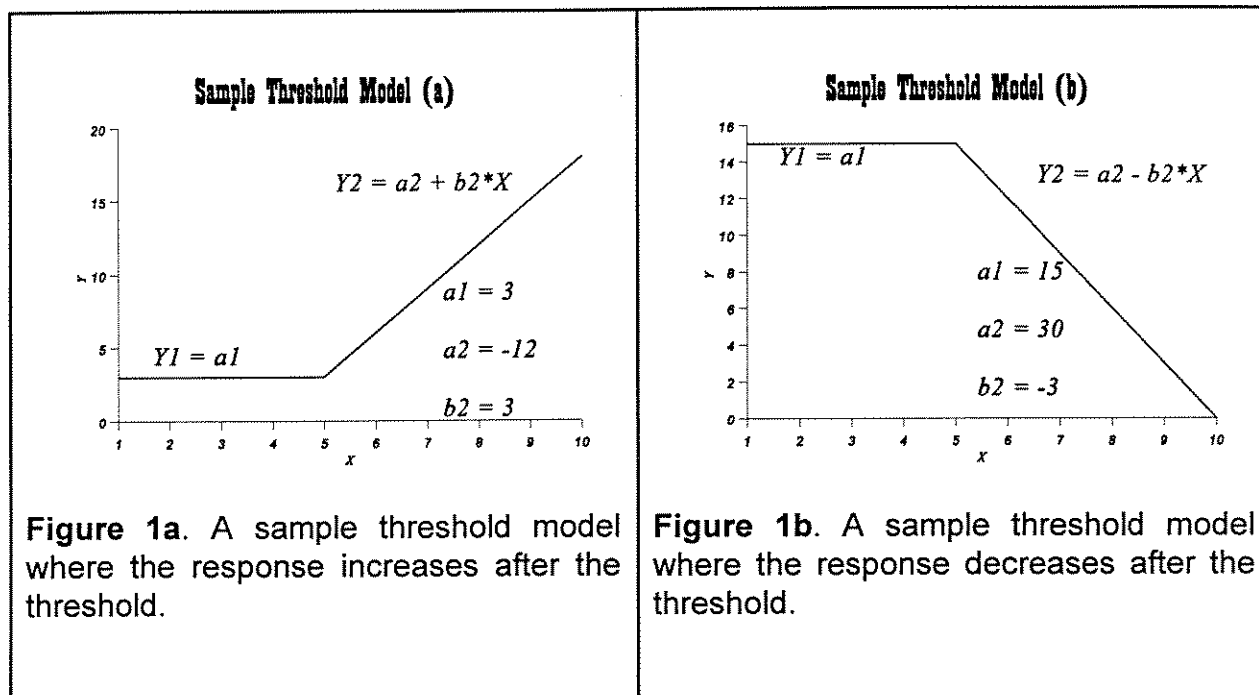 Sample Threshold Model (a)
20
15
10
5
0
Y
Y2 = a2 + b2*X
a1 = 3
Y1 = a1
a2 = -12
b2 = 3
1 2 3 4 5 6 7 8 9 10
X
Figure 1a. A sample threshold model
where the response increases after the
threshold.
Sample Threshold Model (b)
16
14
12
10
8
6
4
2
0
Y
Y1 = a1
Y2 = a2 - b2*X
a1 = 15
a2 = 30
b2 = -3
1 2 3 4 5 6 7 8 9 10
X
Figure 1b. A sample threshold model
where the response decreases after the
threshold.